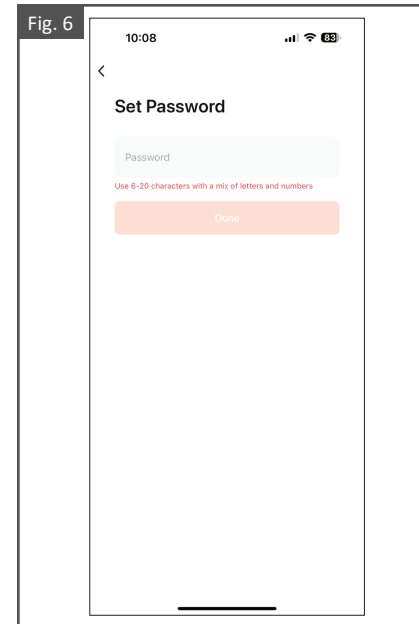 Fig. 6
10:08
83
Set Password
Password
Use 6-20 characters with a mix of letters and numbers
Done